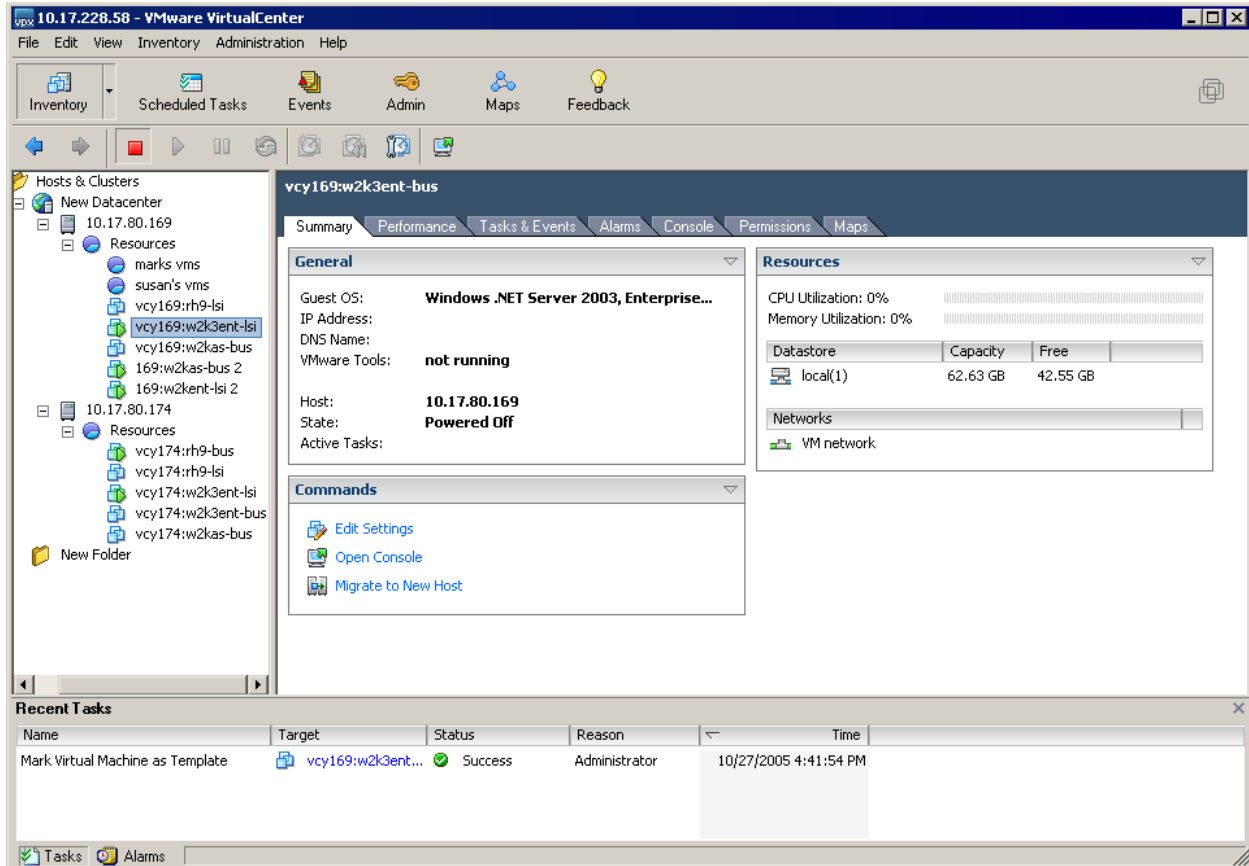 vpx 10.17.228.58 - VMware VirtualCenter
File Edit View Inventory Administration Help
Inventory Scheduled Tasks Events Admin Maps Feedback
Hosts & Clusters
New Datacenter
10.17.80.169
Resources
marks vms
susan's vms
vcy169:rh9-lsi
vcy169:w2k3ent-lsi
vcy169:w2kas-bus
169:w2kas-bus 2
169:w2kent-lsi 2
10.17.80.174
Resources
vcy174:rh9-bus
vcy174:rh9-lsi
vcy174:w2k3ent-lsi
vcy174:w2k3ent-bus
vcy174:w2kas-bus
New Folder
vcy169:w2k3ent-bus
Summary Performance Tasks & Events Alarms Console Permissions Maps
General
Guest OS: Windows .NET Server 2003, Enterprise...
IP Address:
DNS Name:
VMware Tools: not running
Host: 10.17.80.169
State: Powered Off
Active Tasks:
Commands
Edit Settings
Open Console
Migrate to New Host
Resources
CPU Utilization: 0%
Memory Utilization: 0%
Datastore Capacity Free
local(1) 62.63 GB 42.55 GB
Networks
VM network
Recent Tasks
Name Target Status Reason Time
Mark Virtual Machine as Template vcy169:w2k3ent... Success Administrator 10/27/2005 4:41:54 PM
Tasks Alarms